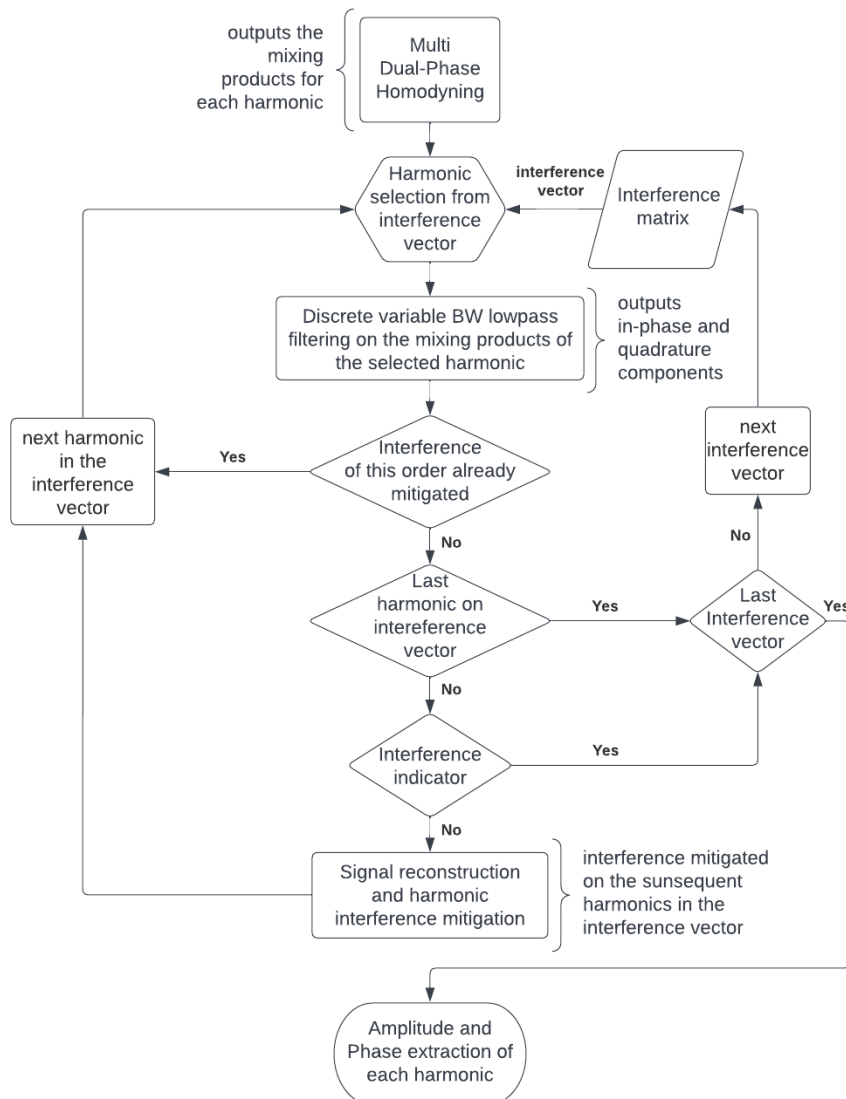 outputs the
mixing
products for
each harmonic
Multi
Dual-Phase
Homodyning
Harmonic
selection from
interference
vector
interference
vector
Interference
matrix
Discrete variable BW lowpass
filtering on the mixing products of
the selected harmonic
outputs
in-phase and
quadrature
components
next harmonic
in the
interference
vector
Yes
Interference
of this order already
mitigated
next
interference
vector
No
No
Last
harmonic on
intereference
vector
Yes
Last
Interference
vector
Yes
No
Interference
indicator
Yes
No
Signal reconstruction
and harmonic
interference mitigation
interference mitigated
on the sunsequent
harmonics in the
interference vector
Amplitude and
Phase extraction of
each harmonic